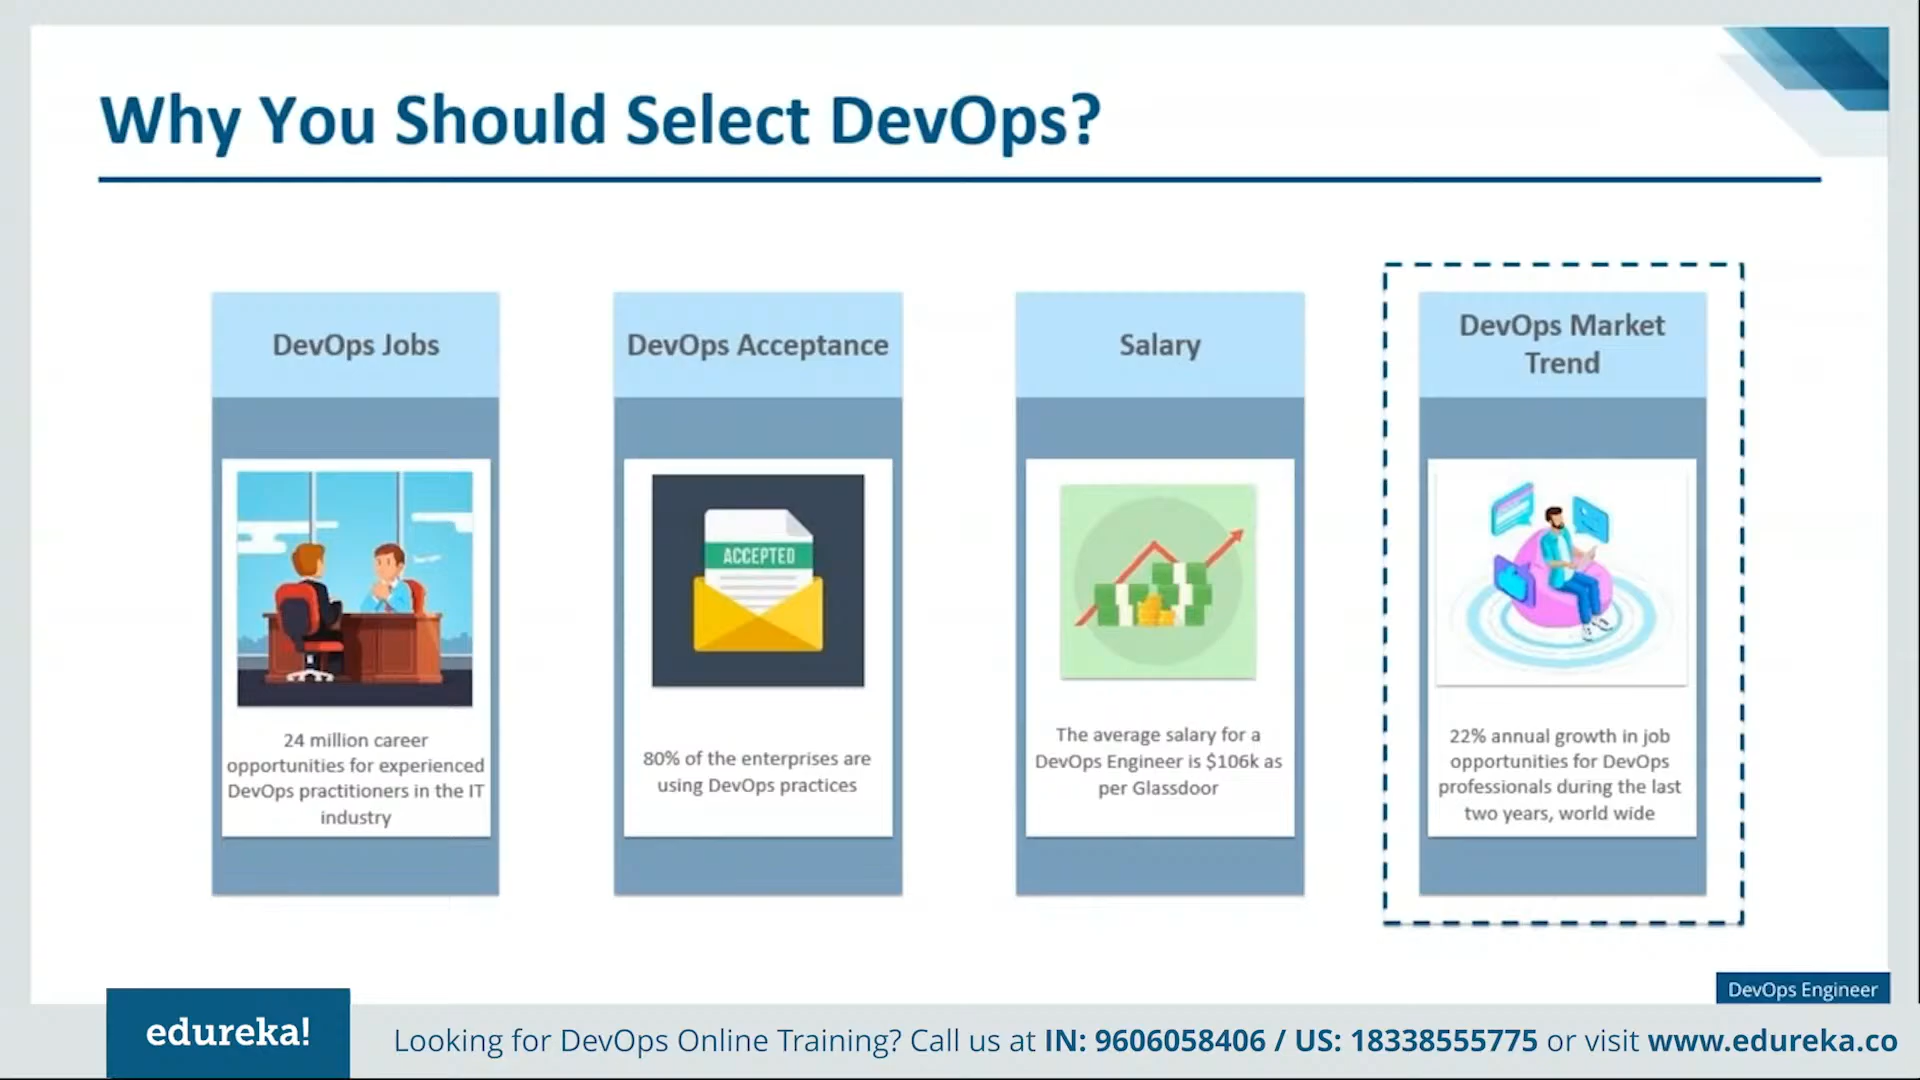 Why You Should Select DevOps?
DevOps Jobs
24 million career
opportunities for experienced
DevOps practitioners in the IT
industry
DevOps Acceptance
ACCEPTED
80% of the enterprises are
using DevOps practices
Salary
The average salary for a
DevOps Engineer is $106k as
per Glassdoor
DevOps Market
Trend
22% annual growth in job
opportunities for DevOps
professionals during the last
two years, world wide
DevOps Engineer
edureka!
Looking for DevOps Online Training? Call us at IN: 9606058406 / US: 18338555775 or visit www.edureka.co